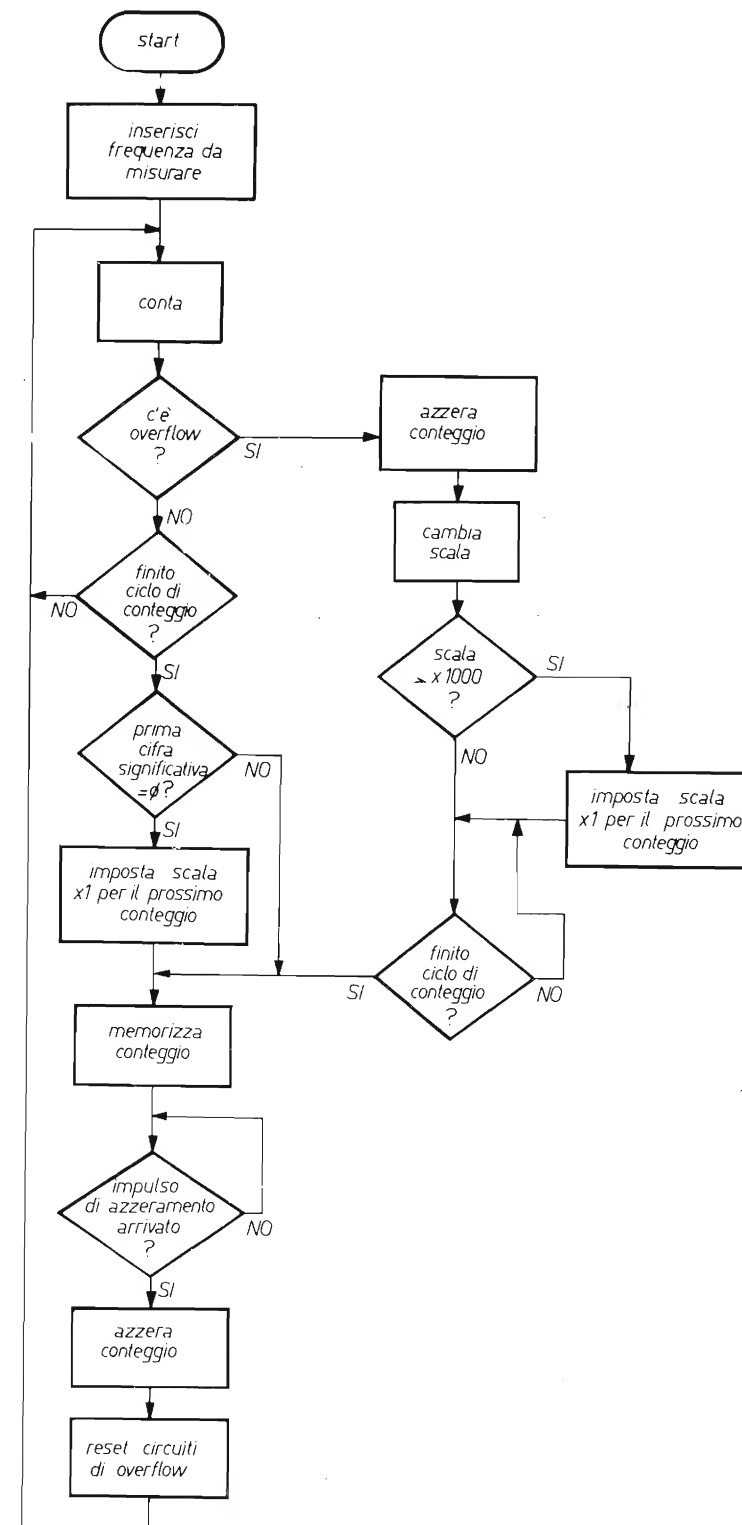 start
inserisci
frequenza da
misurare
conta
c'è
overflow
?
SI
NO
azzera
conteggio
cambia
scala
finito
ciclo di
conteggio
?
NO
SI
scala
> x 1000
?
SI
NO
prima
cifra
significativa
=ø?
NO
SI
imposta scala
x1 per il prossimo
conteggio
imposta scala
x1 per il prossimo
conteggio
finito
ciclo di
conteggio
?
SI
NO
memorizza
conteggio
impulso
di azzeramento
arrivato
?
NO
SI
azzera
conteggio
reset circuiti
di overflow